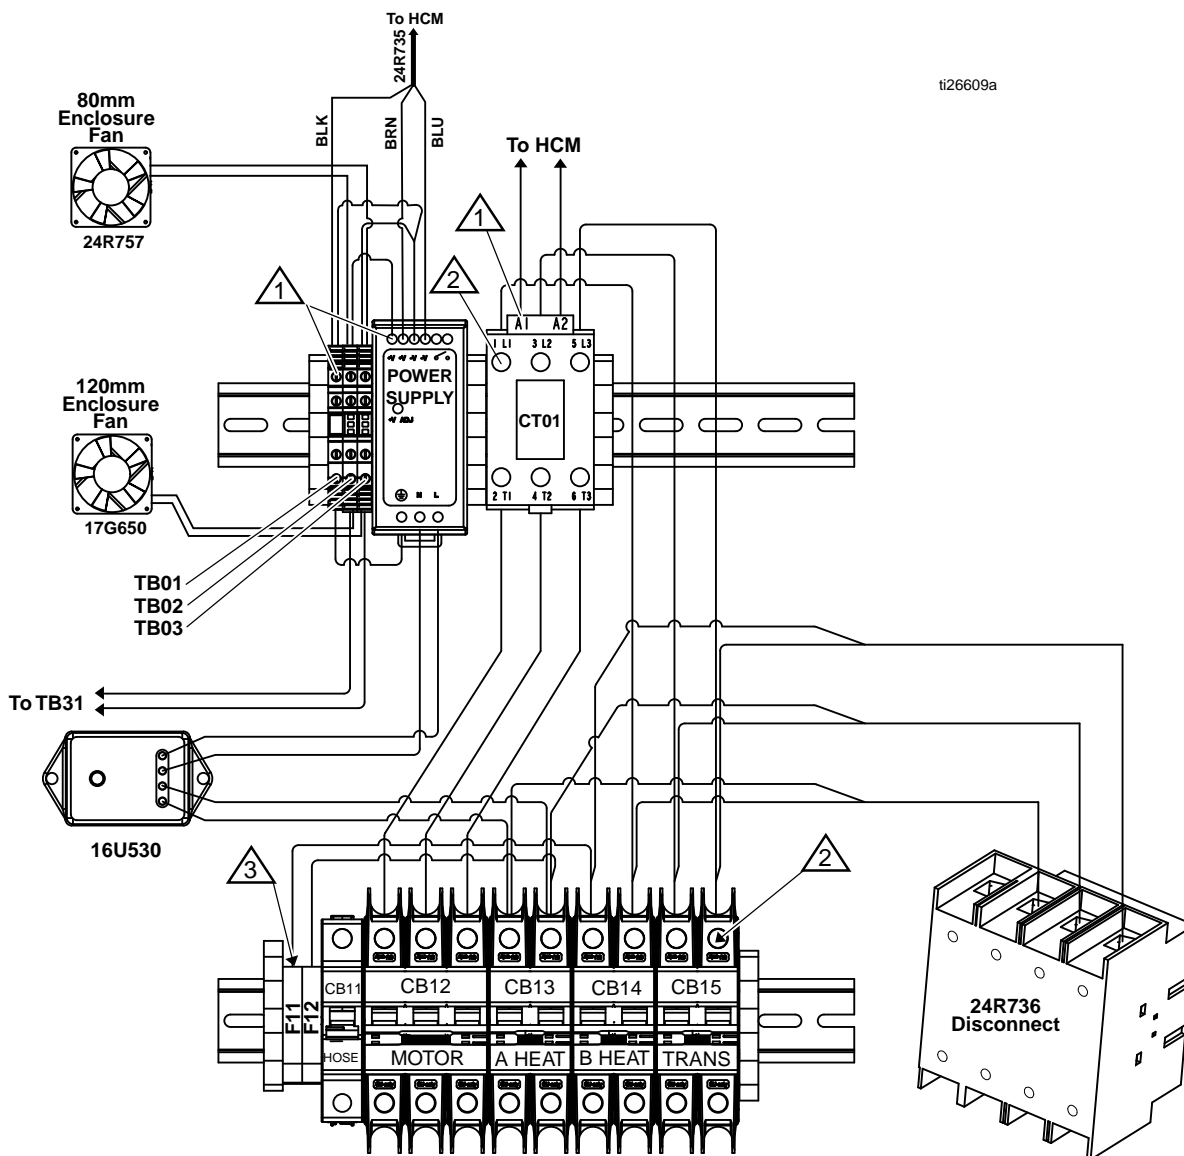 To HCM
24R735
ti26609a
80mm
Enclosure
Fan
24R757
BLK
BRN
BLU
To HCM
1
2
1
A1 A2
1 L1 3 L2 5 L3
+V +V -V -V
POWER
SUPPLY
+V ADJ
N L
CT01
2 T1 4 T2 6 T3
120mm
Enclosure
Fan
17G650
TB01
TB02
TB03
To TB31
16U530
3
2
F11
F12
CB11
CB12
CB13
CB14
CB15
HOSE
MOTOR
A HEAT
B HEAT
TRANS
24R736
Disconnect